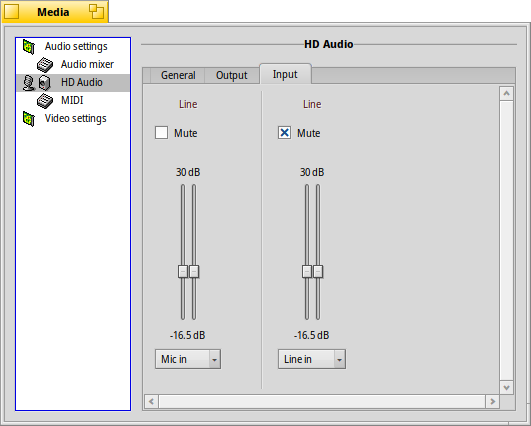 Media
Audio settings
Audio mixer
HD Audio
MIDI
Video settings
HD Audio
General Output Input
Line Line
Mute Mute
30 dB 30 dB
-16.5 dB -16.5 dB
Mic in Line in